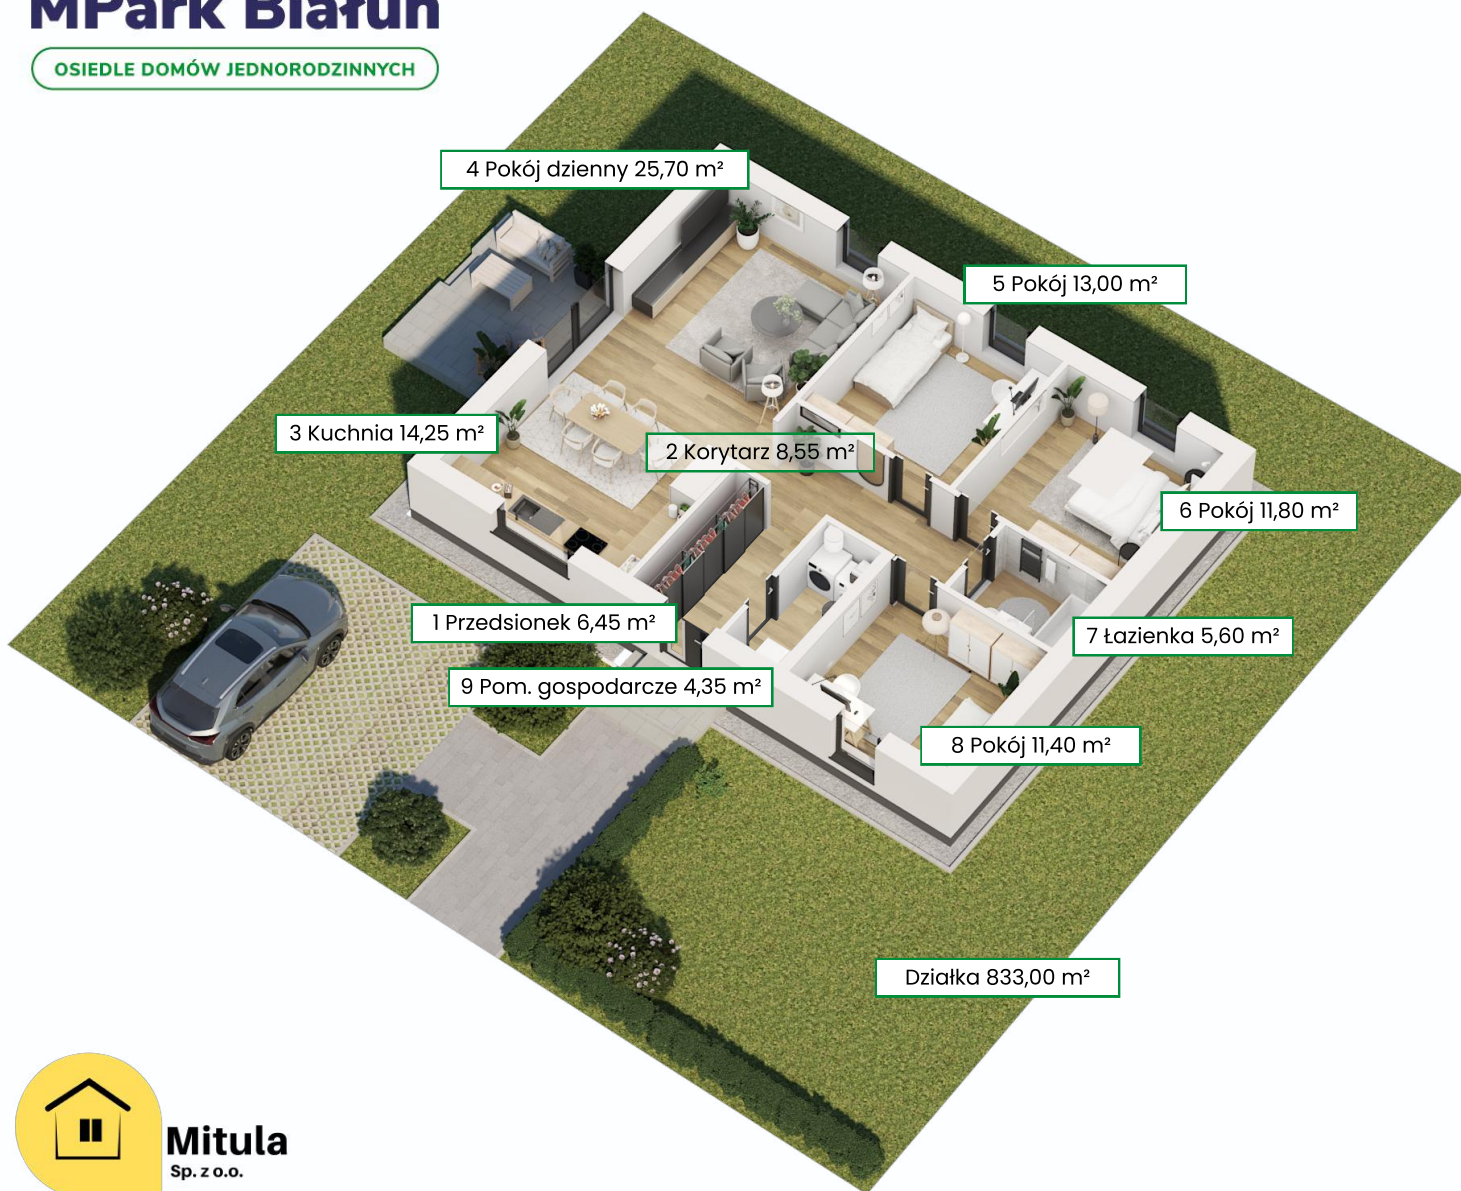 MPark Białuń
OSIEDLE DOMÓW JEDNORODZINNYCH
4 Pokój dzienny 25,70 m²
5 Pokój 13,00 m²
3 Kuchnia 14,25 m²
2 Korytarz 8,55 m²
6 Pokój 11,80 m²
1 Przedsionek 6,45 m²
7 Łazienka 5,60 m²
9 Pom. gospodarcze 4,35 m²
8 Pokój 11,40 m²
Działka 833,00 m²
Mitula
Sp. z o.o.